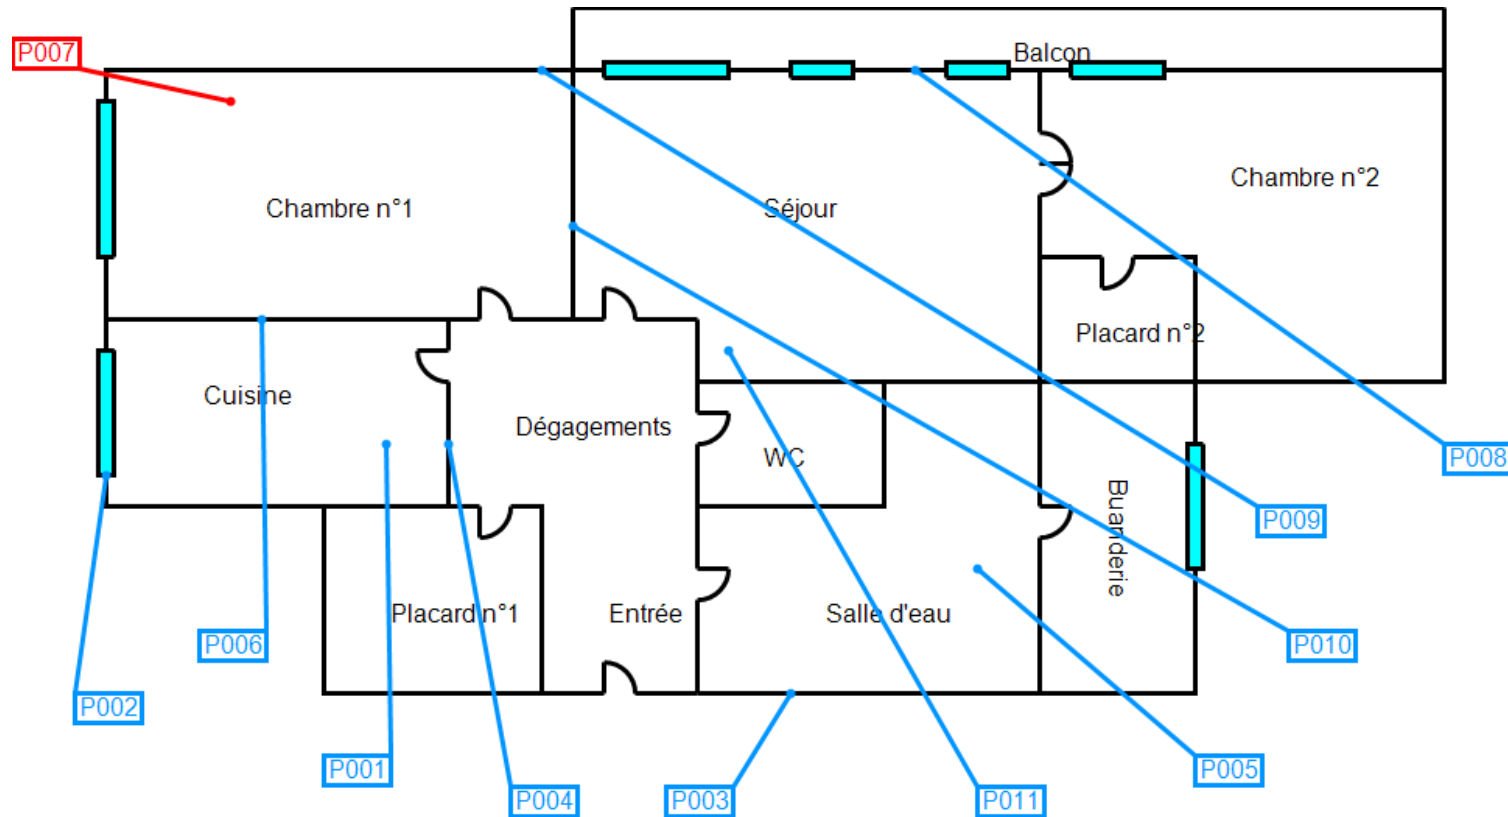 P007
Balcon
Chambre n°2
Chambre n°1
Séjour
Placard n°2
Cuisine
Dégagements
WC
P008
Buanderie
P009
Placard n°1
Entrée
Salle d'eau
P006
P010
P002
P001
P005
P004
P003
P011